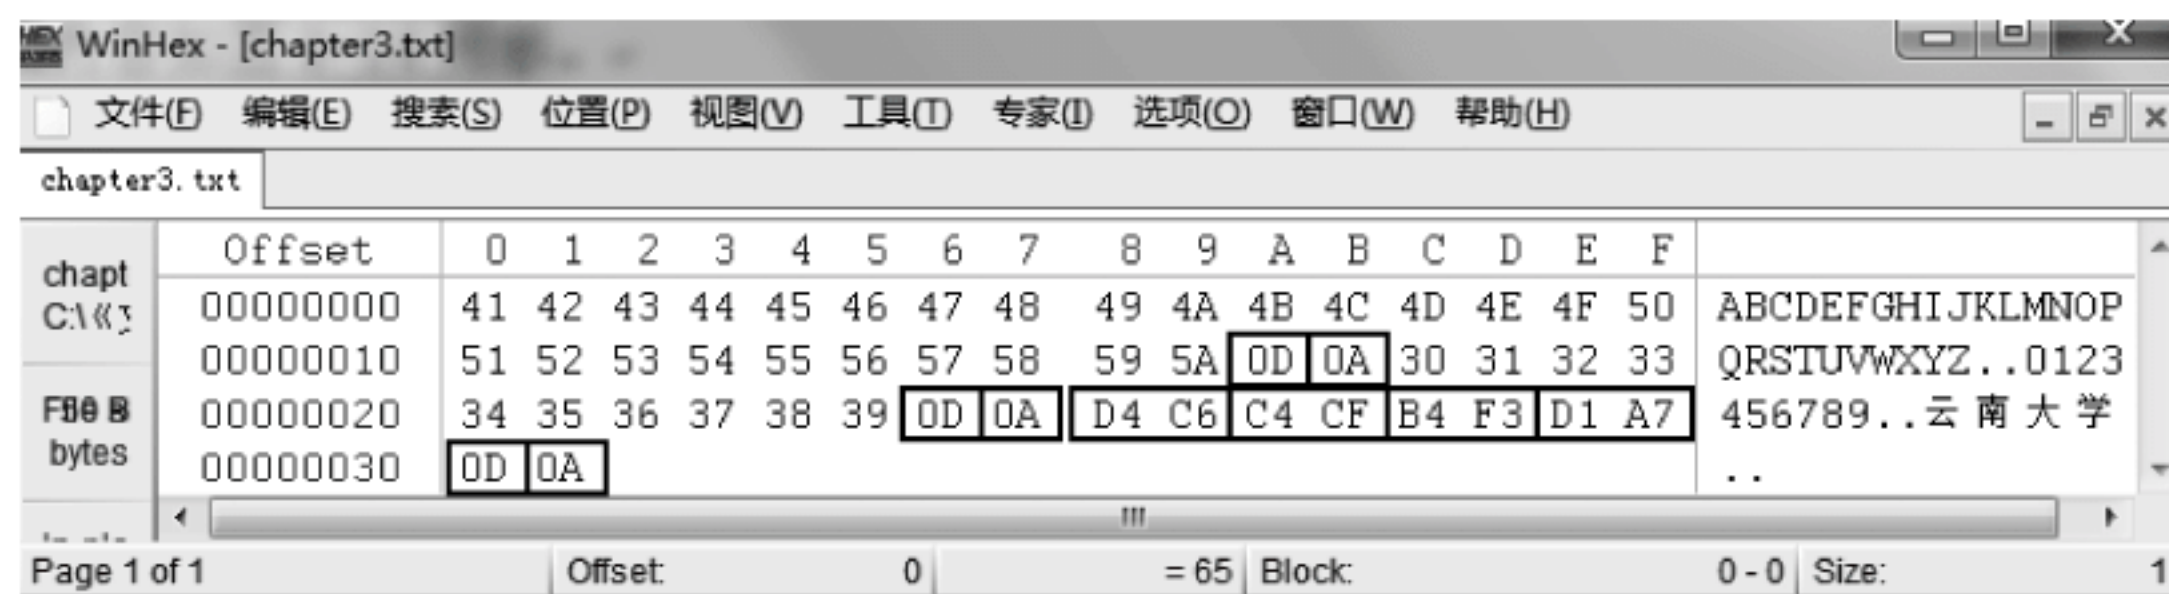 WinHex - [chapter3.txt]
文件(F) 编辑(E) 搜索(S) 位置(P) 视图(V) 工具(T) 专家(I) 选项(O) 窗口(W) 帮助(H)
chapter3.txt
chapt
C:\
bytes
Offset 0 1 2 3 4 5 6 7 8 9 A B C D E F
00000000 41 42 43 44 45 46 47 48 49 4A 4B 4C 4D 4E 4F 50 ABCDEFGHIJKLMNOP
00000010 51 52 53 54 55 56 57 58 59 5A 0D 0A 30 31 32 33 QRSTUVWXYZ..0123
00000020 34 35 36 37 38 39 0D 0A D4 C6 C4 CF B4 F3 D1 A7 456789..云南大学
00000030 0D 0A ..
Page 1 of 1 Offset: 0 = 65 Block: 0 - 0 Size: 1